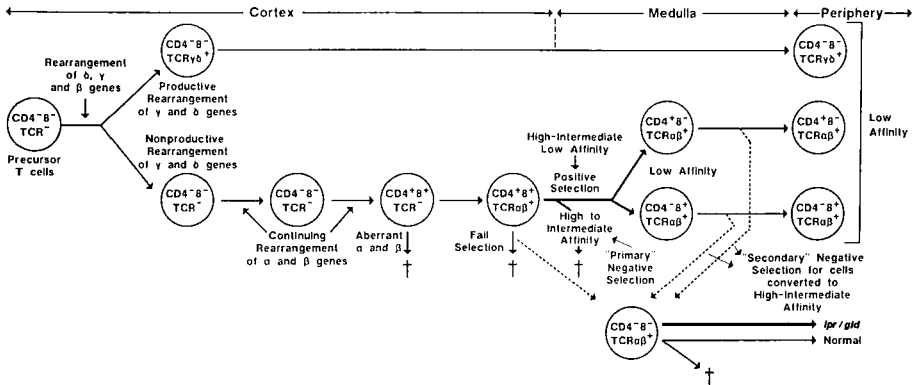 Cortex
Medulla
Periphery
Rearrangement
of δ, γ
and β genes
CD4⁻8⁻
TCR⁻
Precursor
T cells
CD4⁻8⁻
TCRγδ⁺
Productive
Rearrangement
of γ and δ genes
CD4⁻8⁻
TCRγδ⁺
Nonproductive
Rearrangement
of γ and δ genes
CD4⁻8⁻
TCR⁻
CD4⁻8⁻
TCR⁻
Continuing
Rearrangement
of α and β genes
CD4⁺8⁺
TCR⁻
Aberrant
α and β
†
CD4⁺8⁺
TCRαβ⁺
Fail
Selection
†
High-Intermediate
Low Affinity
Positive
Selection
High to
Intermediate
Affinity
†
"Primary"
Negative
Selection
CD4⁺8⁻
TCRαβ⁺
Low Affinity
CD4⁻8⁺
TCRαβ⁺
CD4⁺8⁻
TCRαβ⁺
CD4⁻8⁺
TCRαβ⁺
Low
Affinity
"Secondary" Negative
Selection for cells
converted to
High-Intermediate
Affinity
CD4⁻8⁻
TCRαβ⁺
lpr/gld
Normal
†